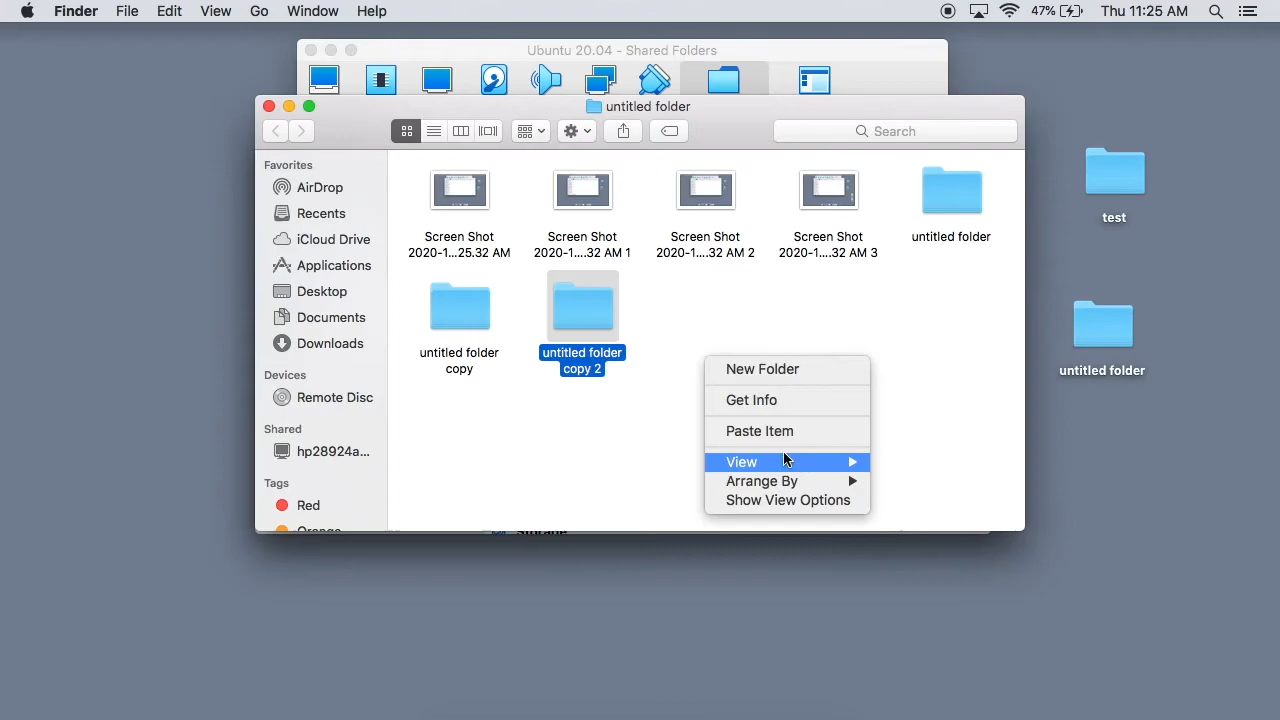 Finder File Edit View Go Window Help 47% Thu 11:25 AM
Ubuntu 20.04 - Shared Folders
untitled folder
Search
Favorites
AirDrop
Recents
iCloud Drive
Applications
Desktop
Documents
Downloads
Devices
Remote Disc
Shared
hp28924a...
Tags
Red
Orange
Screen Shot
2020-1...25.32 AM
Screen Shot
2020-1....32 AM 1
Screen Shot
2020-1....32 AM 2
Screen Shot
2020-1....32 AM 3
untitled folder
untitled folder
copy
untitled folder
copy 2
New Folder
Get Info
Paste Item
View
Arrange By
Show View Options
Storage
test
untitled folder